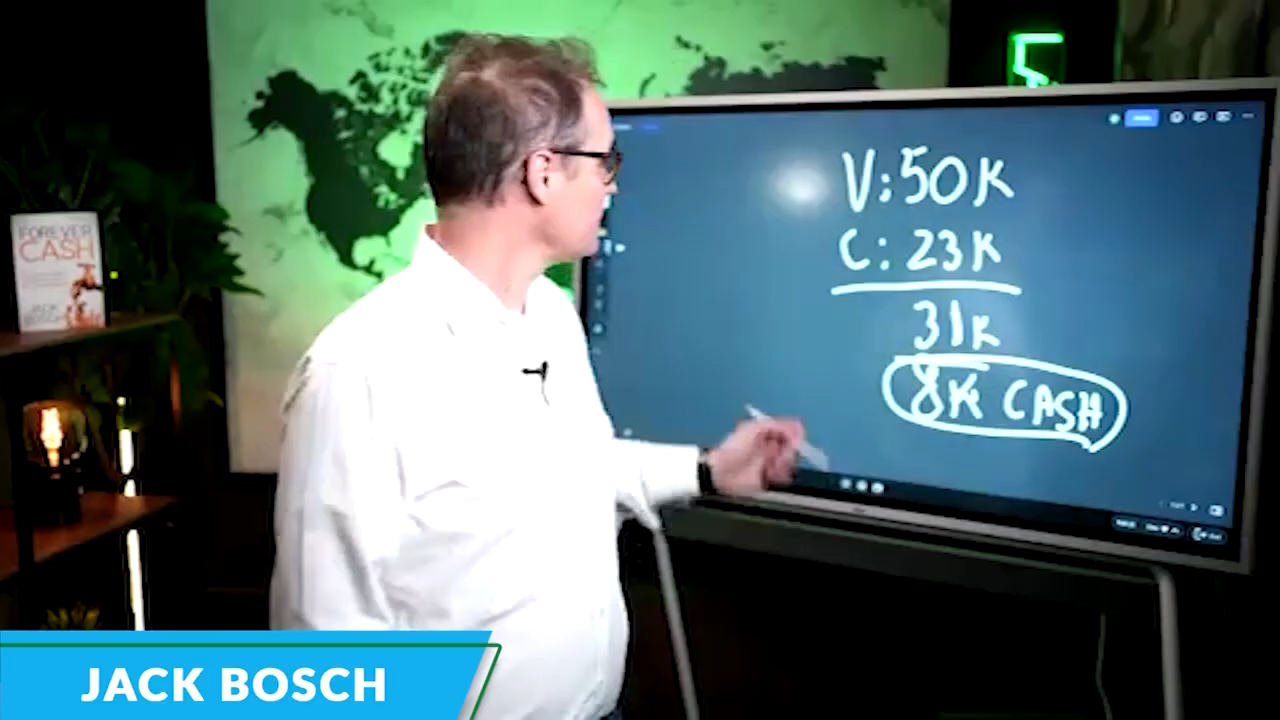 V: 50K
C: 23K
31K
8K CASH
FOREVER
CASH
JACK BOSCH